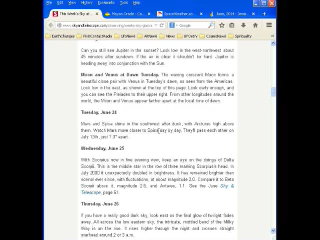 Can you still see Jupiter in the sunset? Look low in the west-northwest about
45 minutes after sundown. If the air is clear it shouldn't be hard. Jupiter is
heading away into conjunction with the Sun.
Moon and Venus at Dawn Tuesday. The waning crescent Moon forms a
beautiful close pair with Venus in Tuesday's dawn, as seen from the Americas.
Look low in the east, as shown at the top of this page. Look early enough, and
you can see the Pleiades to their upper right. From other longitudes around the
world, the Moon and Venus appear farther apart at the local time of dawn.
Tuesday, June 24
Mars and Spica shine in the southwest after dusk, with Arcturus high above
them. Watch Mars move closer to Spica day by day. They'll pass each other on
July 13th, 1.3° apart.
Wednesday, June 25
With Scorpius now in fine evening view, keep an eye on the doings of Delta
Scorpii. This is the middle star in the row of three marking Scorpius's head. In
July 2000 it unexpectedly doubled in brightness. It has remained brighter than
normal ever since, with fluctuations, at about magnitude 2.0. Compare it to Beta
Scorpii above it, magnitude 2.6, and Antares, 1.1. See the June Sky &
Telescope, page 51.
Thursday, June 26
If you have a really good dark sky, look east as the final glow of twilight fades
away. All across the low eastern sky, the intricate, mottled band of the Milky
Way is on the rise. It rises higher through the night and crosses straight
overhead around 2 or 3 a.m.